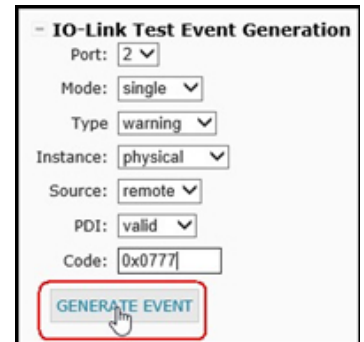 IO-Link Test Event Generation
Port: 2
Mode: single
Type warning
Instance: physical
Source: remote
PDI: valid
Code: 0x0777
GENERATE EVENT